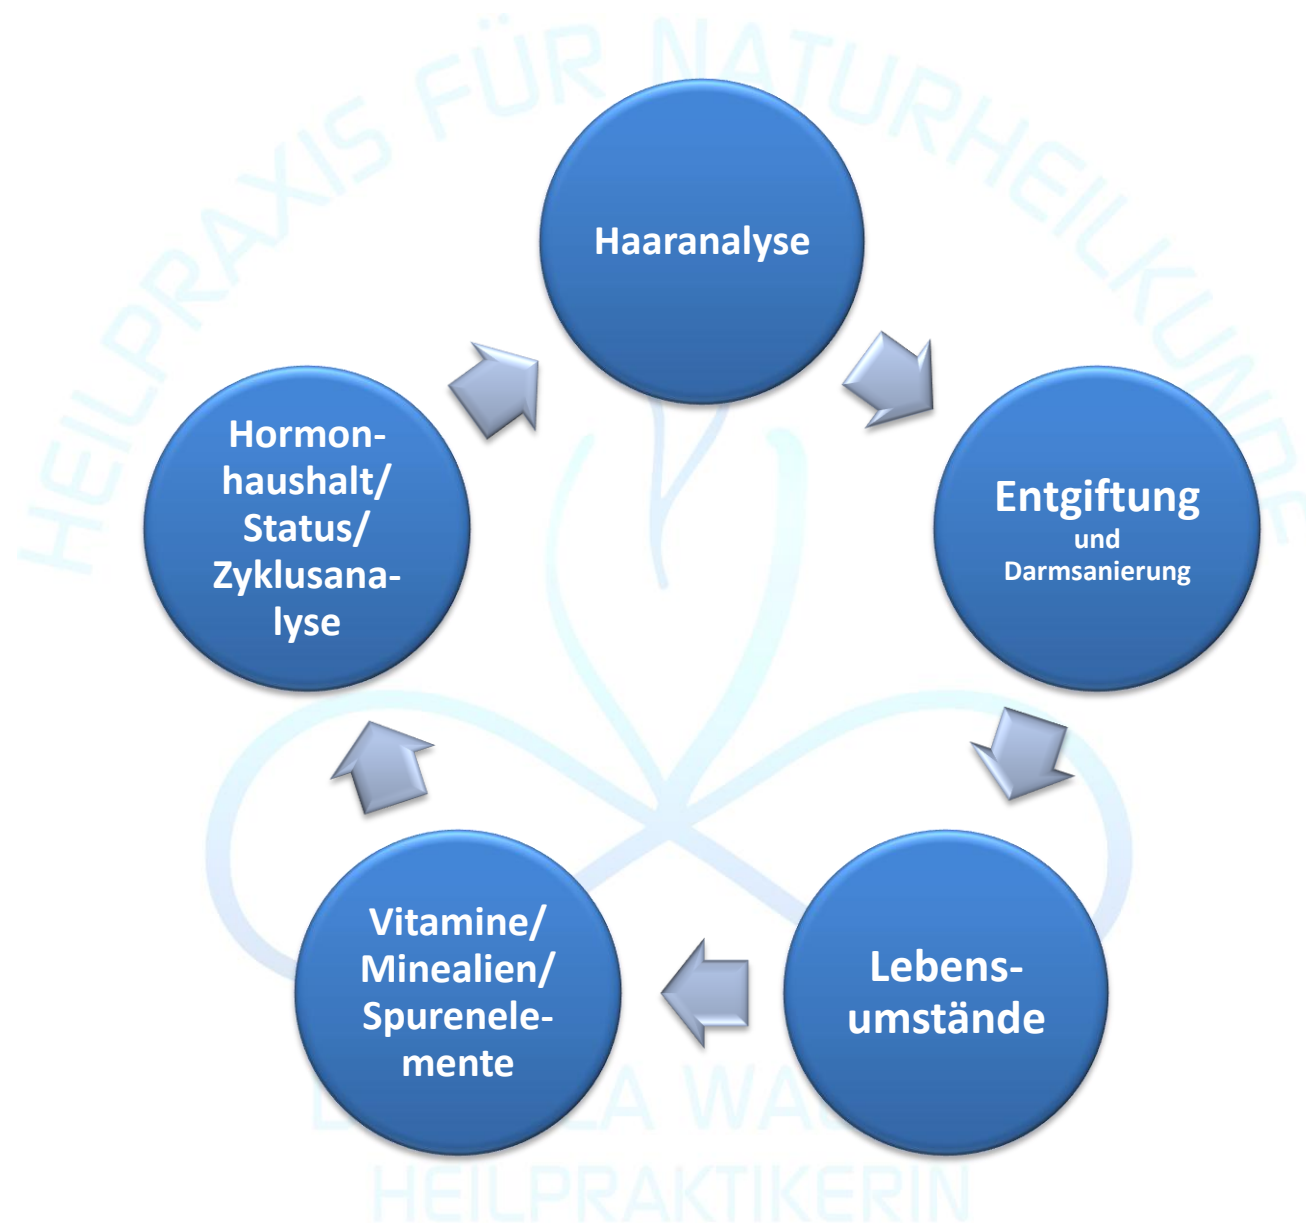 HEILPRAXIS FÜR NATURHEILKUNDE
Haaranalyse
Entgiftung
und
Darmsanierung
Lebens-
umstände
Vitamine/
Minealien/
Spurenele-
mente
Hormon-
haushalt/
Status/
Zyklusana-
lyse
HEILPRAKTIKERIN